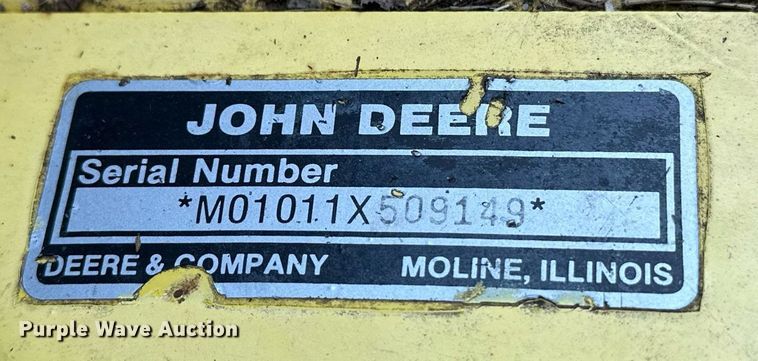 JOHN DEERE
Serial Number
*M01011X509149*
DEERE & COMPANY MOLINE, ILLINOIS
Purple Wave Auction